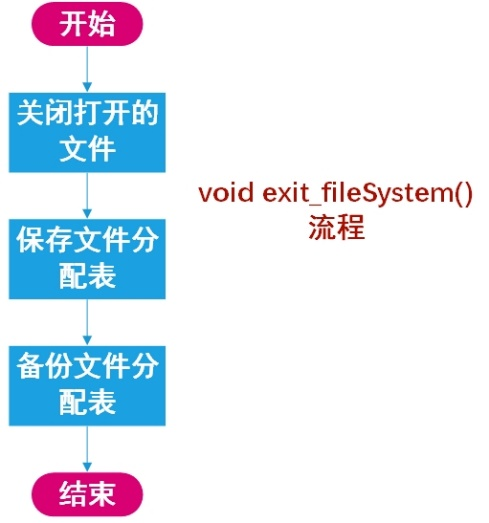 开始
关闭打开的
文件
void exit_fileSystem()
流程
保存文件分
配表
备份文件分
配表
结束